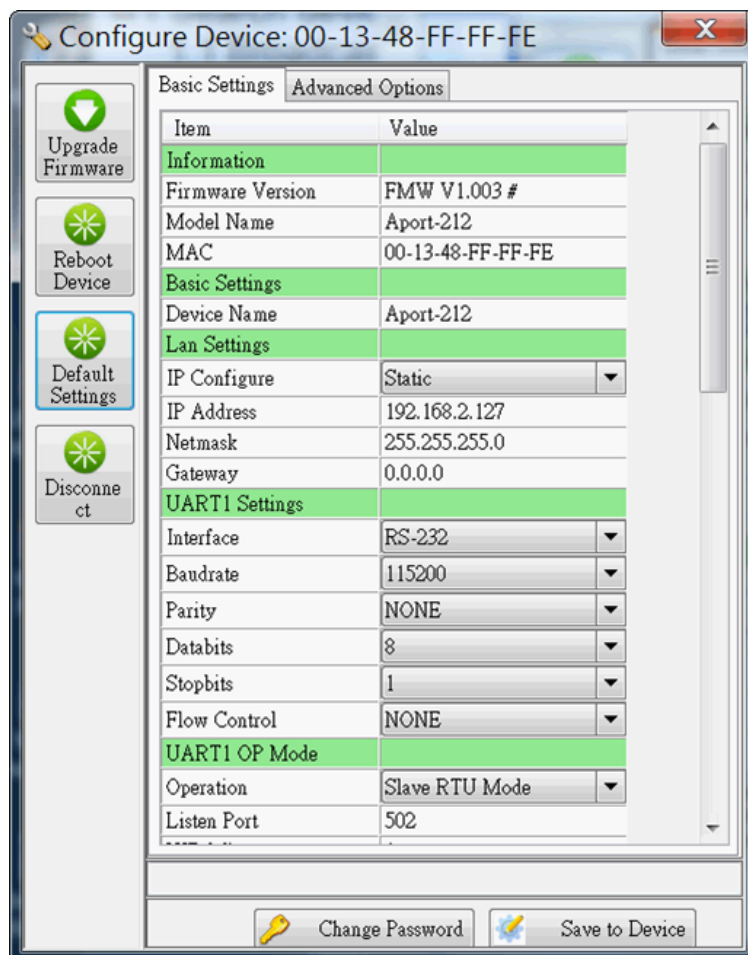 Configure Device: 00-13-48-FF-FF-FE
Upgrade
Firmware
Reboot
Device
Default
Settings
Disconne
ct
Basic Settings Advanced Options
Item Value
Information
Firmware Version FMW V1.003 #
Model Name Aport-212
MAC 00-13-48-FF-FF-FE
Basic Settings
Device Name Aport-212
Lan Settings
IP Configure Static
IP Address 192.168.2.127
Netmask 255.255.255.0
Gateway 0.0.0.0
UART1 Settings
Interface RS-232
Baudrate 115200
Parity NONE
Databits 8
Stopbits 1
Flow Control NONE
UART1 OP Mode
Operation Slave RTU Mode
Listen Port 502
Change Password Save to Device